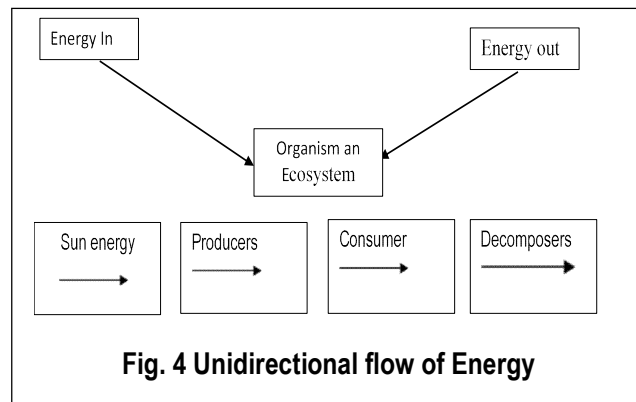 Energy In
Energy out
Organism an
Ecosystem
Sun energy
Producers
Consumer
Decomposers
Fig. 4 Unidirectional flow of Energy